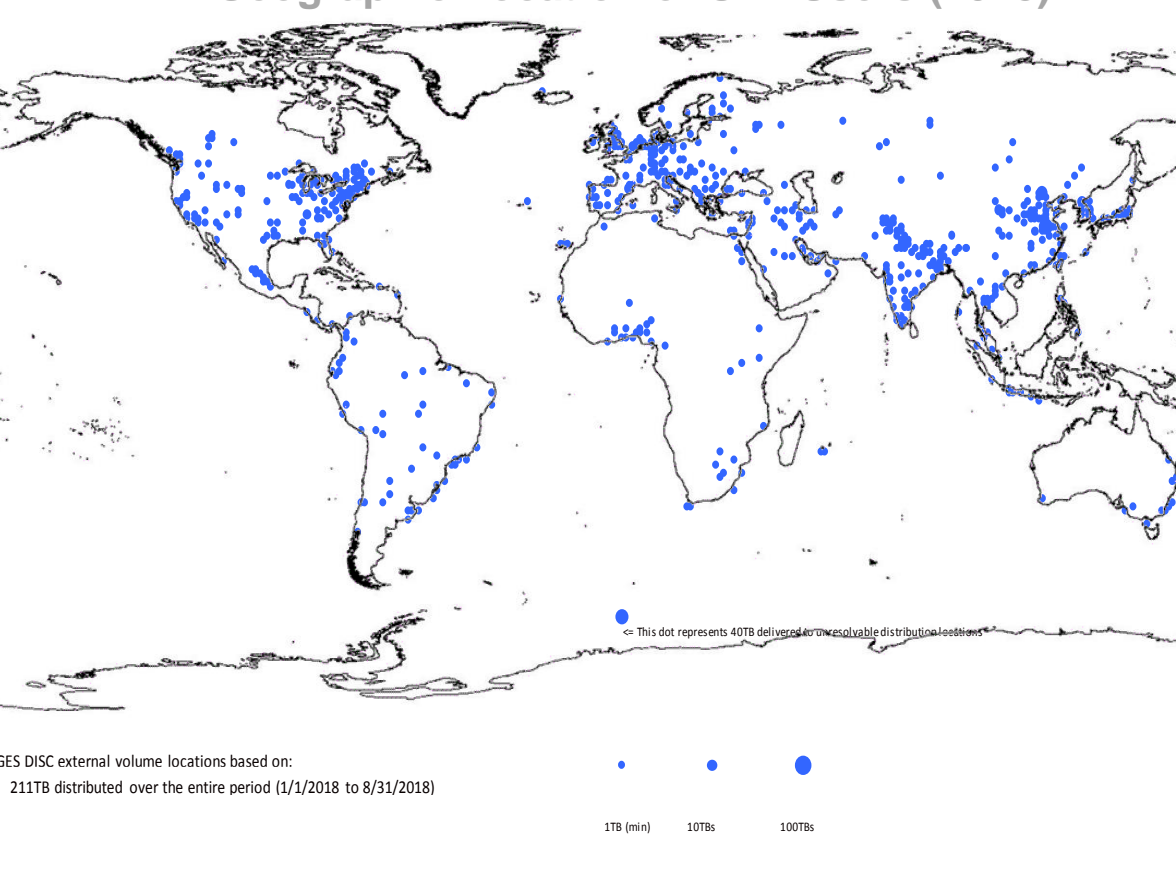 <= This dot represents 40TB delivered to unresolvable distribution locations
GES DISC external volume locations based on:
211TB distributed over the entire period (1/1/2018 to 8/31/2018)
1TB (min) 10TBs 100TBs